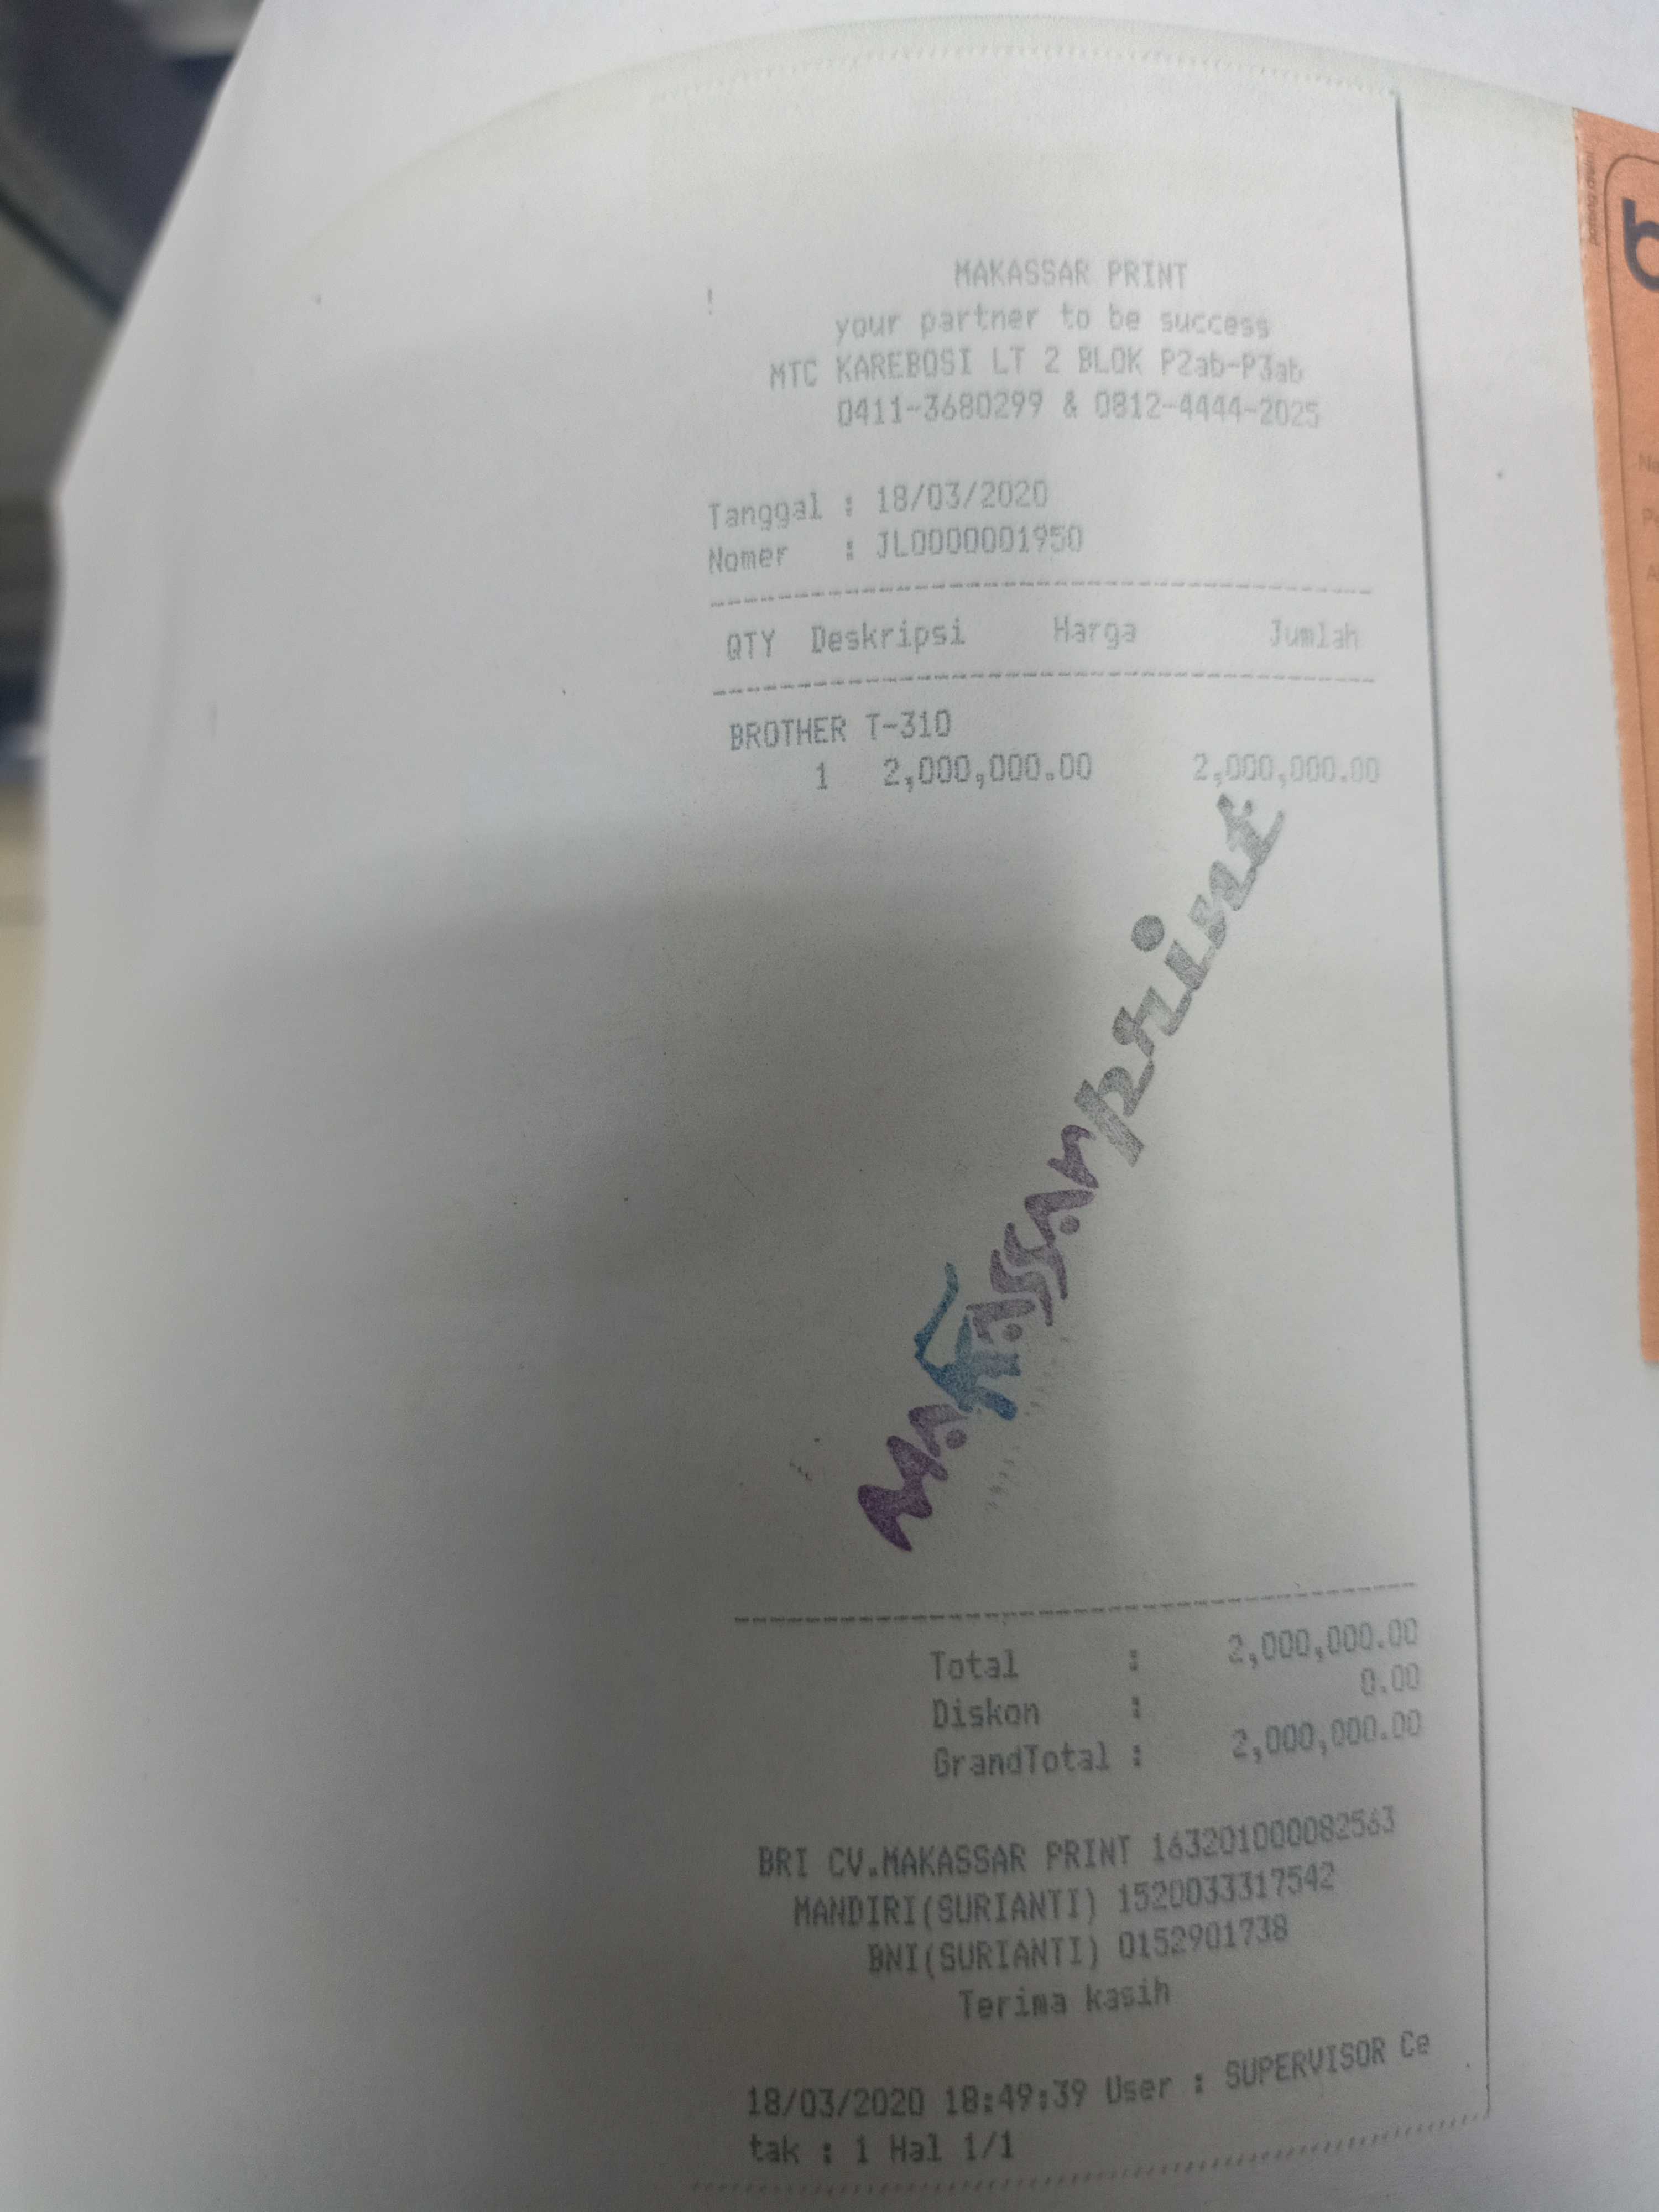 MAKASSAR PRINT
your partner to be success
MTC KAREBOSI LT 2 BLOK P2ab-P3ab
0411-3680299 & 0812-4444-2025
Tanggal : 18/03/2020
Nomer : JL0000001950
QTY Deskripsi Harga Jumlah
BROTHER T-310
1 2,000,000.00 2,000,000.00
MAKASSAR print
Total : 2,000,000.00
Diskon : 0.00
GrandTotal : 2,000,000.00
BRI CV.MAKASSAR PRINT 163201000082563
MANDIRI(SURIANTI) 1520033317542
BNI(SURIANTI) 0152901738
Terima kasih
18/03/2020 18:49:39 User : SUPERVISOR Ce
tak : 1 Hal 1/1